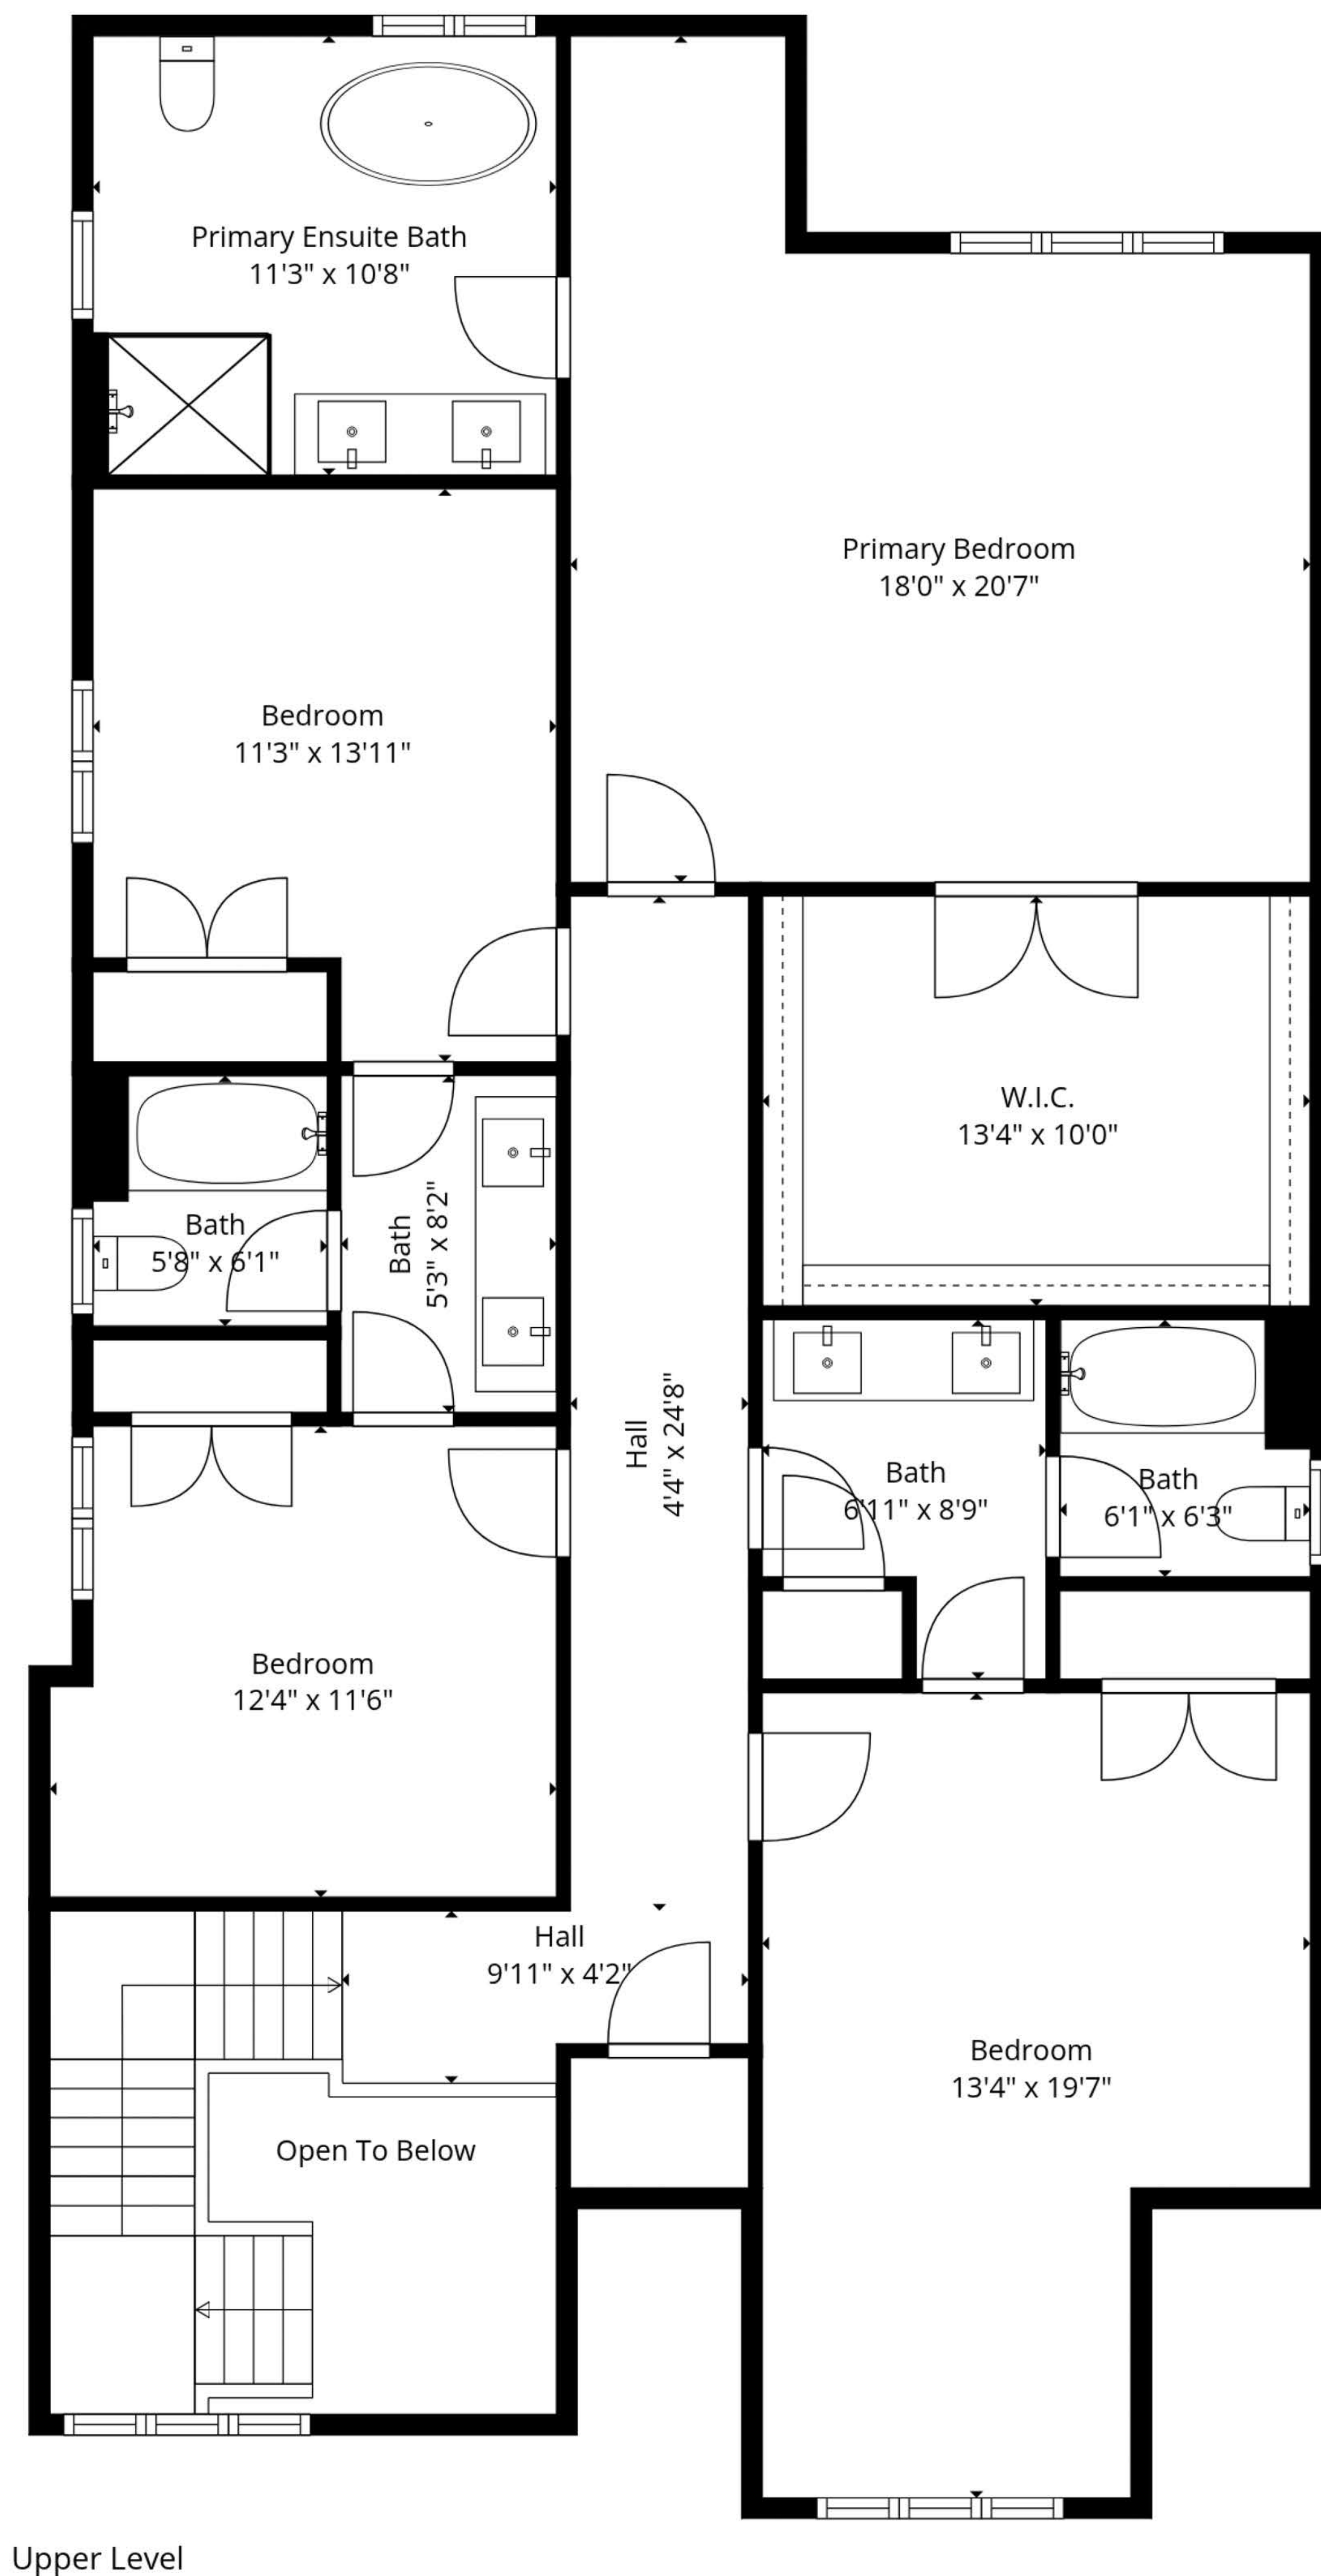 Primary Ensuite Bath
11'3" x 10'8"
Primary Bedroom
18'0" x 20'7"
Bedroom
11'3" x 13'11"
W.I.C.
13'4" x 10'0"
Bath
5'8" x 6'1"
Bath
5'3" x 8'2"
Hall
4'4" x 24'8"
Bath
6'11" x 8'9"
Bath
6'1" x 6'3"
Bedroom
12'4" x 11'6"
Hall
9'11" x 4'2"
Bedroom
13'4" x 19'7"
Open To Below
Upper Level